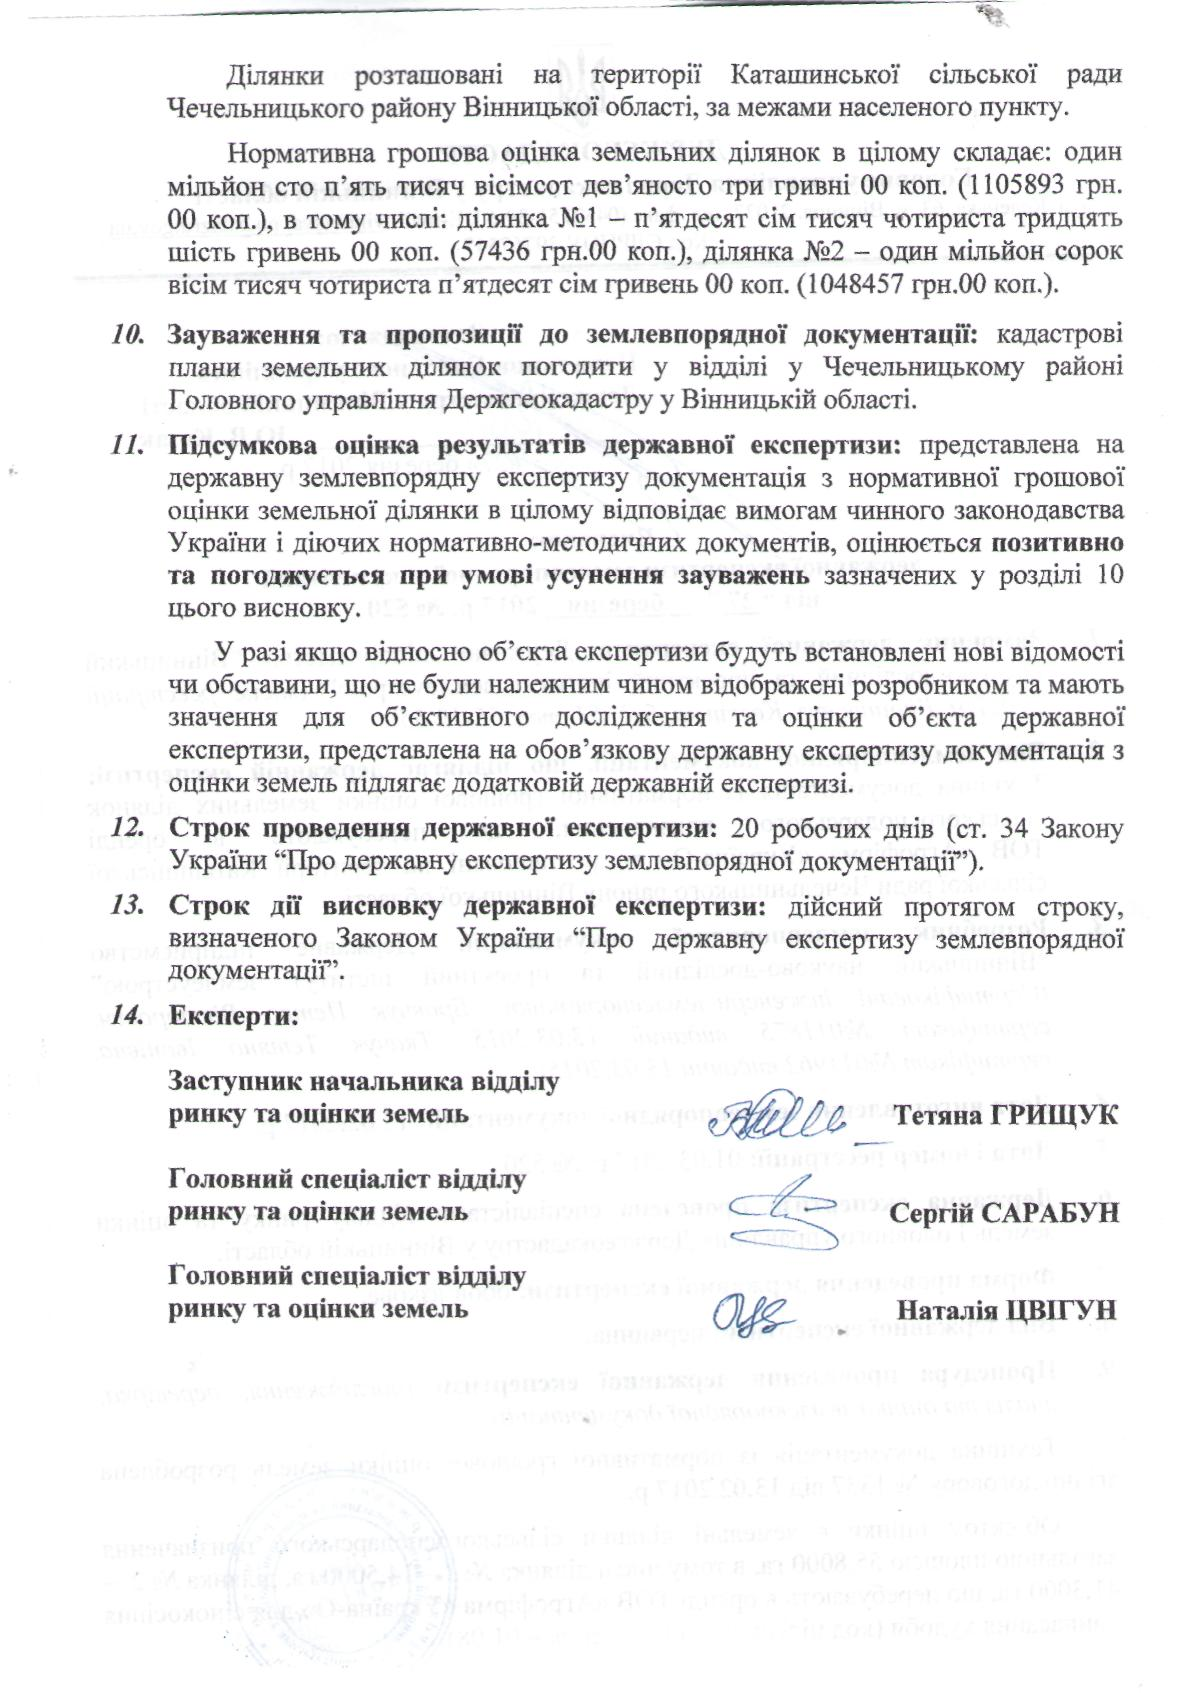 Ділянки розташовані на території Каташинської сільської ради
Чечельницького району Вінницької області, за межами населеного пункту.
Нормативна грошова оцінка земельних ділянок в цілому складає: один
мільйон сто п’ять тисяч вісімсот дев’яносто три гривні 00 коп. (1105893 грн.
00 коп.), в тому числі: ділянка №1 – п’ятдесят сім тисяч чотириста тридцять
шість гривень 00 коп. (57436 грн.00 коп.), ділянка №2 – один мільйон сорок
вісім тисяч чотириста п’ятдесят сім гривень 00 коп. (1048457 грн.00 коп.).
10. Зауваження та пропозиції до землевпорядної документації: кадастрові
плани земельних ділянок погодити у відділі у Чечельницькому районі
Головного управління Держгеокадастру у Вінницькій області.
11. Підсумкова оцінка результатів державної експертизи: представлена на
державну землевпорядну експертизу документація з нормативної грошової
оцінки земельної ділянки в цілому відповідає вимогам чинного законодавства
України і діючих нормативно-методичних документів, оцінюється позитивно
та погоджується при умові усунення зауважень зазначених у розділі 10
цього висновку.
У разі якщо відносно об’єкта експертизи будуть встановлені нові відомості
чи обставини, що не були належним чином відображені розробником та мають
значення для об’єктивного дослідження та оцінки об’єкта державної
експертизи, представлена на обов’язкову державну експертизу документація з
оцінки земель підлягає додатковій державній експертизі.
12. Строк проведення державної експертизи: 20 робочих днів (ст. 34 Закону
України “Про державну експертизу землевпорядної документації”).
13. Строк дії висновку державної експертизи: дійсний протягом строку,
визначеного Законом України “Про державну експертизу землевпорядної
документації”.
14. Експерти:
Заступник начальника відділу
ринку та оцінки земель Тетяна ГРИЩУК
Головний спеціаліст відділу
ринку та оцінки земель Сергій САРАБУН
Головний спеціаліст відділу
ринку та оцінки земель Наталія ЦВІГУН